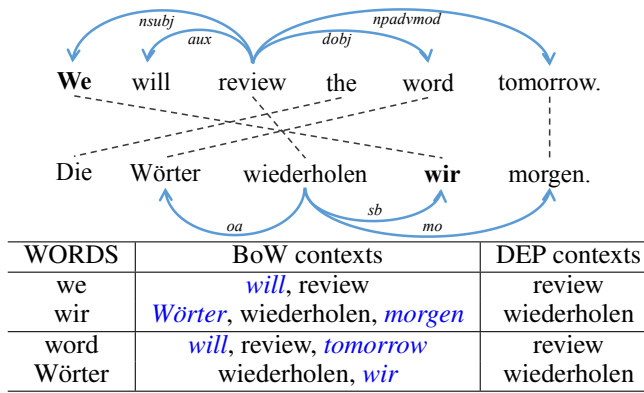 nsubj npadvmod
aux dobj
We will review the word tomorrow.
Die Wörter wiederholen wir morgen.
oa sb mo
WORDS BoW contexts DEP contexts
we will, review review
wir Wörter, wiederholen, morgen wiederholen
word will, review, tomorrow review
Wörter wiederholen, wir wiederholen